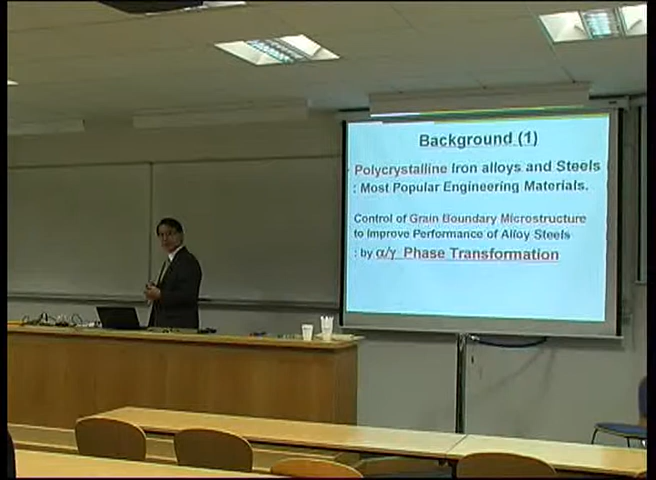 Background (1)
Polycrystalline Iron alloys and Steels
: Most Popular Engineering Materials.
Control of Grain Boundary Microstructure
to Improve Performance of Alloy Steels
: by α/γ Phase Transformation